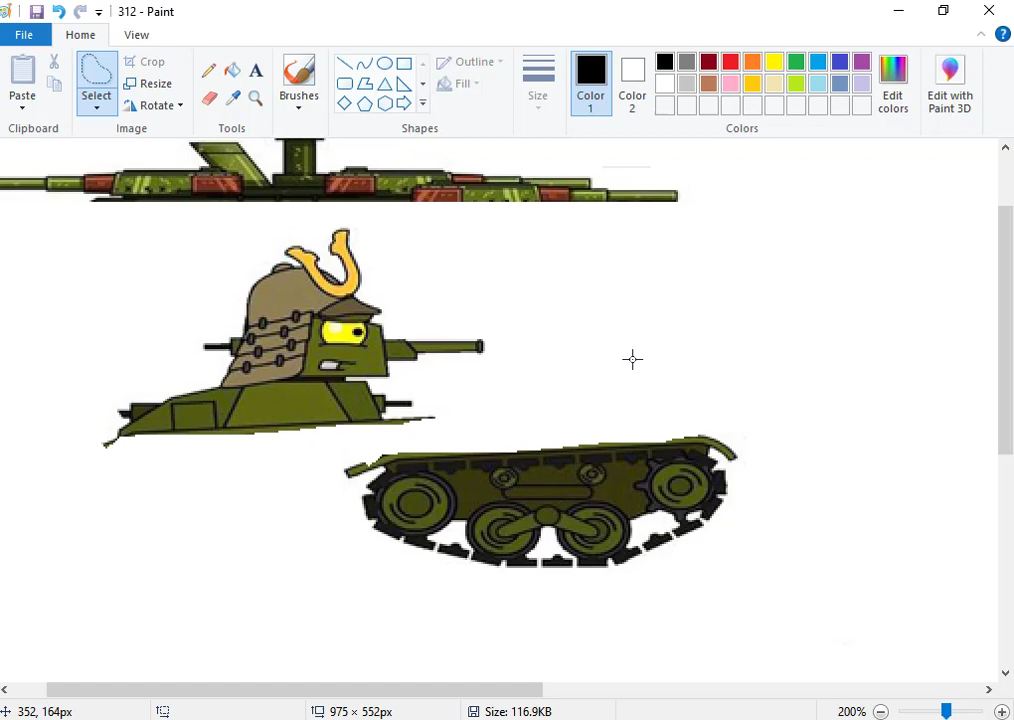 312 - Paint
File Home View
Paste
Clipboard
Select
Crop
Resize
Rotate
Image
A
Tools
Brushes
Outline
Fill
Shapes
Size
Color 1
Color 2
Edit colors
Edit with Paint 3D
Colors
352, 164px
975 × 552px
Size: 116.9KB
200%